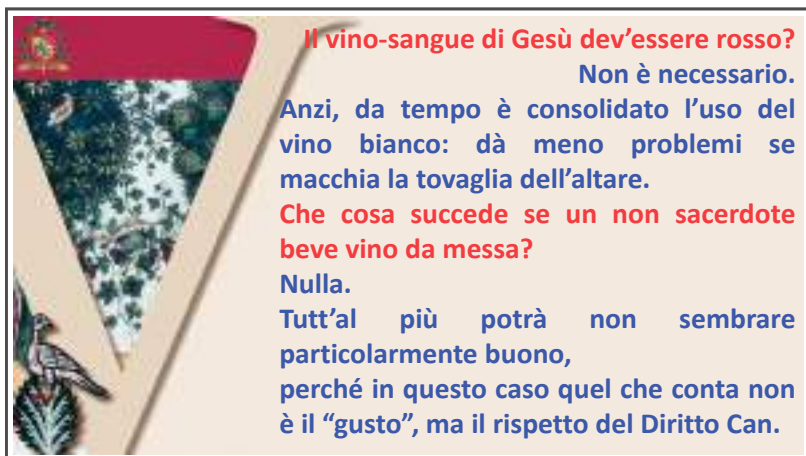 Il vino-sangue di Gesù dev’essere rosso?
Non è necessario.
Anzi, da tempo è consolidato l’uso del
vino bianco: dà meno problemi se
macchia la tovaglia dell’altare.
Che cosa succede se un non sacerdote
beve vino da messa?
Nulla.
Tutt’al più potrà non sembrare
particolarmente buono,
perché in questo caso quel che conta non
è il “gusto”, ma il rispetto del Diritto Can.